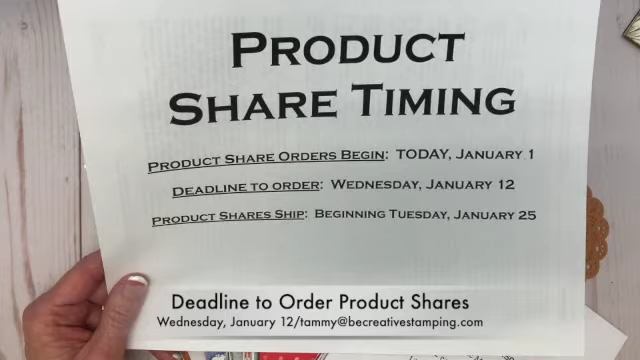 PRODUCT
SHARE TIMING
PRODUCT SHARE ORDERS BEGIN: TODAY, JANUARY 1
DEADLINE TO ORDER: WEDNESDAY, JANUARY 12
PRODUCT SHARES SHIP: BEGINNING TUESDAY, JANUARY 25
Deadline to Order Product Shares
Wednesday, January 12/tammy@becreativestamping.com